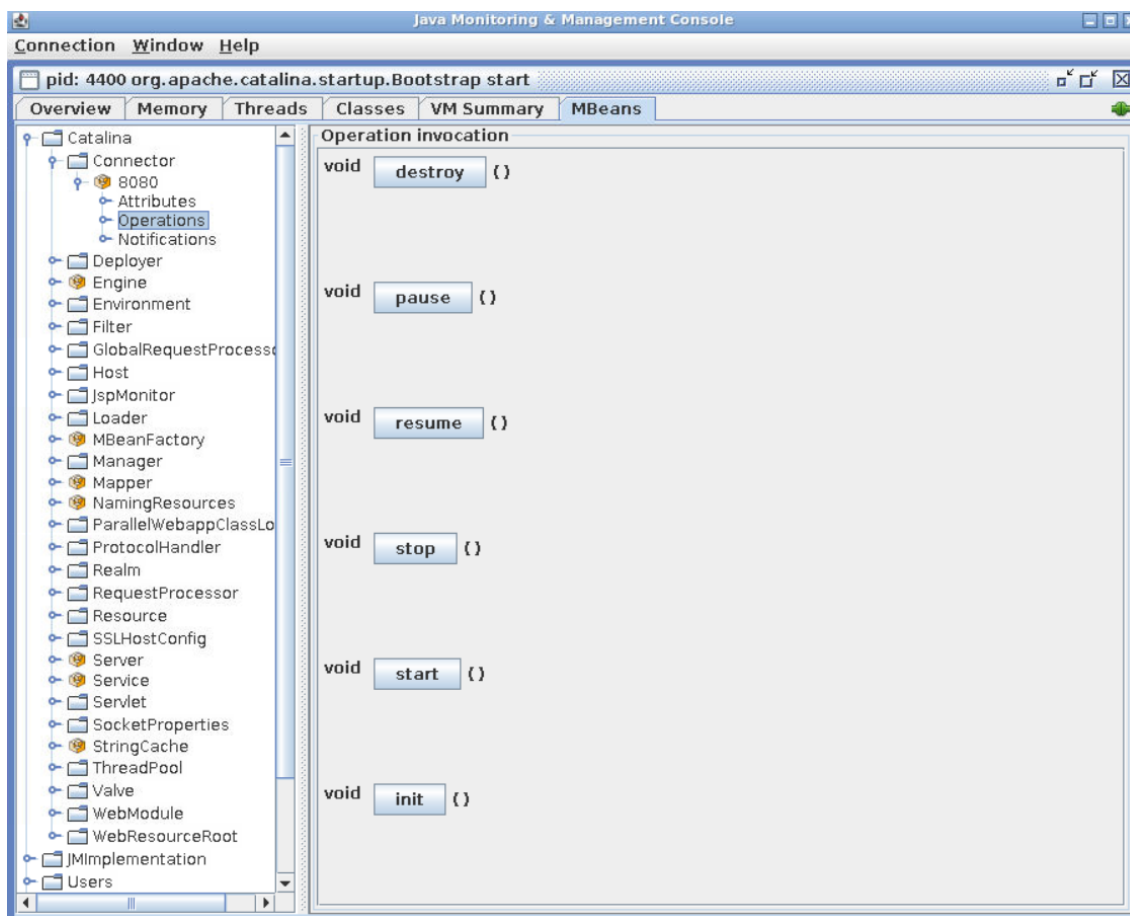 Java Monitoring & Management Console
Connection Window Help
pid: 4400 org.apache.catalina.startup.Bootstrap start
Overview Memory Threads Classes VM Summary MBeans
Catalina
Connector
8080
Attributes
Operations
Notifications
Deployer
Engine
Environment
Filter
GlobalRequestProcesso
Host
JspMonitor
Loader
MBeanFactory
Manager
Mapper
NamingResources
ParallelWebappClassLo
ProtocolHandler
Realm
RequestProcessor
Resource
SSLHostConfig
Server
Service
Servlet
SocketProperties
StringCache
ThreadPool
Valve
WebModule
WebResourceRoot
JMImplementation
Users
Operation invocation
void destroy ()
void pause ()
void resume ()
void stop ()
void start ()
void init ()